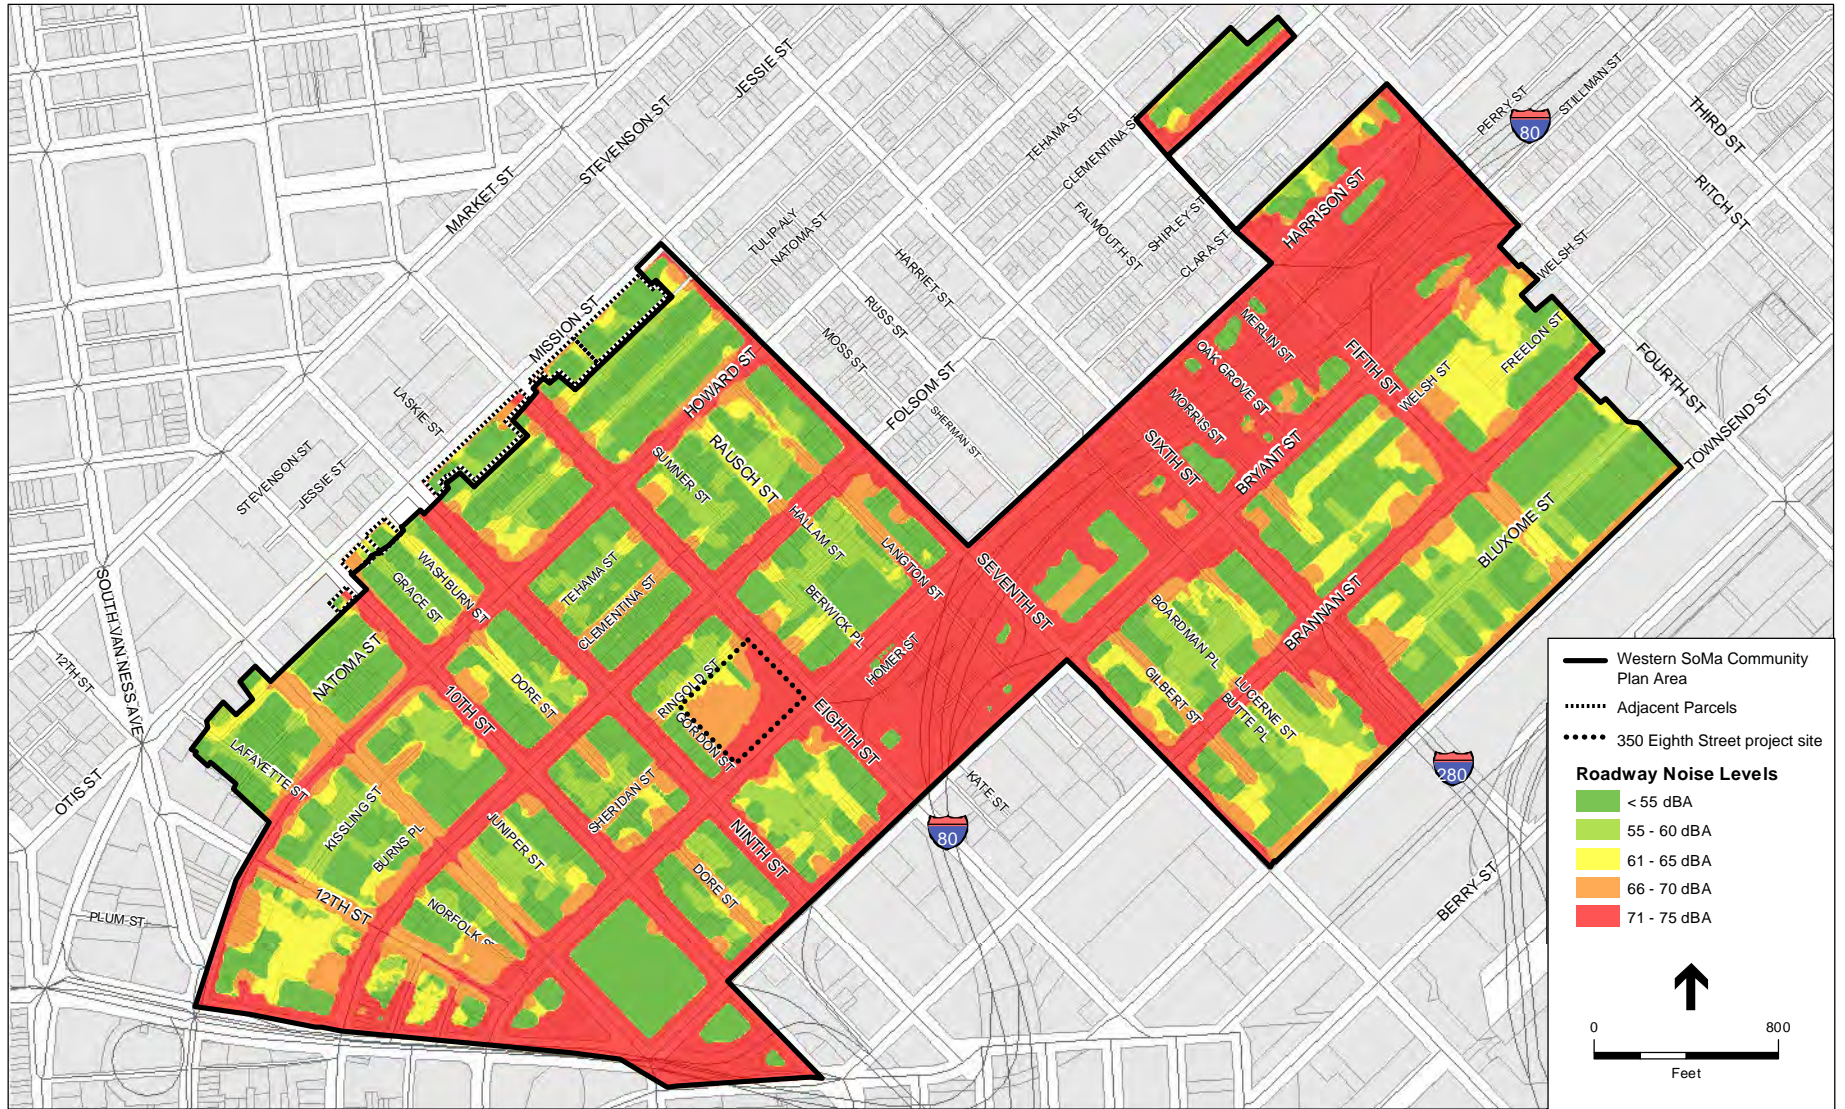 JESSIE ST
STEVENSON ST
MARKET ST
PERRY ST
STILLMAN ST
80
THIRD ST
RITCH ST
TEHAMA ST
CLEMENTINA ST
FALMOUTH ST
SHIPLEY ST
CLARA ST
HARRISON ST
WELSH ST
TULIP ALY
NATOMA ST
HARRIET ST
RUSS ST
MOSS ST
FOLSOM ST
SHERMAN ST
MISSION ST
LASKIE ST
STEVENSON ST
JESSIE ST
HOWARD ST
RAUSCH ST
SUMNER ST
HALLAM ST
LANGTON ST
MERLIN ST
OAK GROVE ST
MORRIS ST
SIXTH ST
BRYANT ST
FIFTH ST
WELSH ST
FREELON ST
FOURTH ST
TOWNSEND ST
BLUXOME ST
BRANNAN ST
SEVENTH ST
BOARDMAN PL
GILBERT ST
LUCERNE ST
BUTTE PL
WASHBURN ST
GRACE ST
TEHAMA ST
CLEMENTINA ST
BERWICK PL
HOMER ST
SOUTH VAN NESS AVE
12TH ST
OTIS ST
NATOMA ST
10TH ST
DORE ST
RINGOLD ST
GORDON ST
EIGHTH ST
LAFAYETTE ST
KISSLING ST
BURNS PL
JUNIPER ST
SHERIDAN ST
NINTH ST
DORE ST
KATE ST
80
280
BERRY ST
PLUM ST
12TH ST
NORFOLK S
Western SoMa Community
Plan Area
Adjacent Parcels
350 Eighth Street project site
Roadway Noise Levels
< 55 dBA
55 - 60 dBA
61 - 65 dBA
66 - 70 dBA
71 - 75 dBA
0 800
Feet